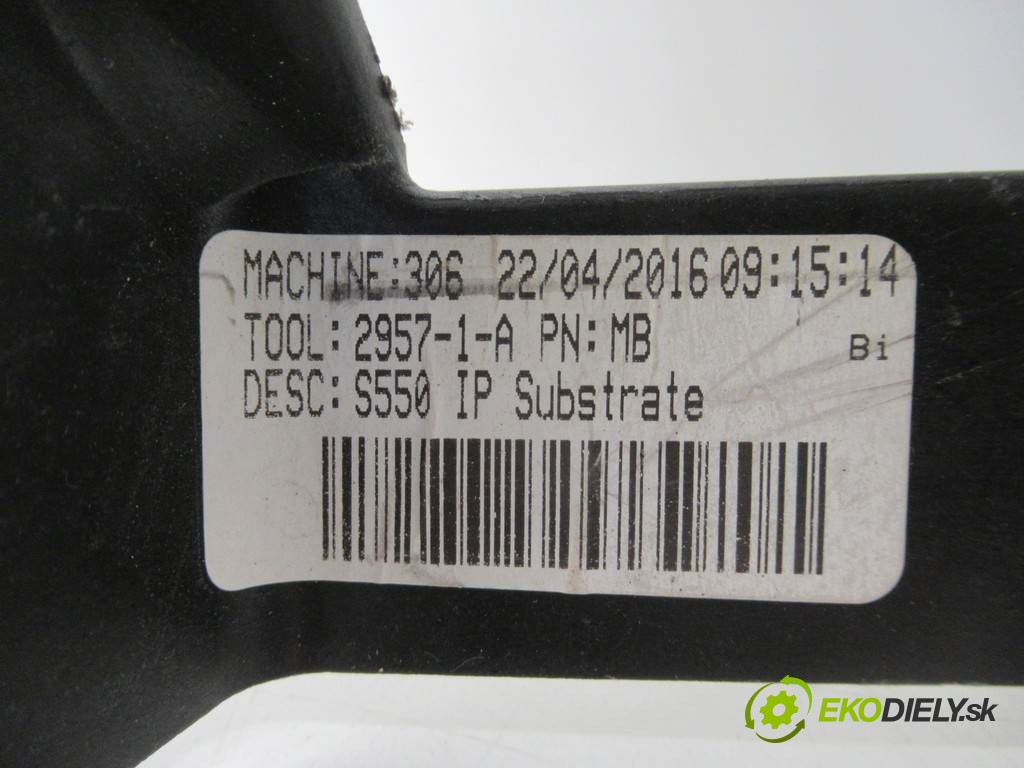 MACHINE:306 22/04/2016 09:15:14
TOOL: 2957-1-A PN: MB Bi
DESC: S550 IP Substrate
EKODIELY.sk